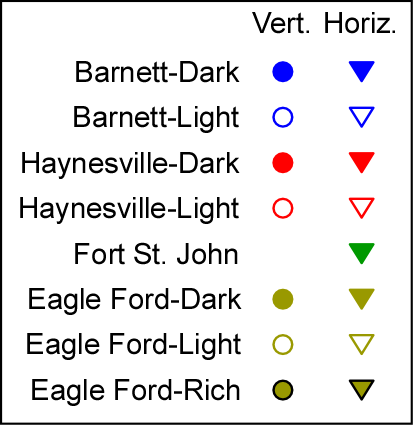 Vert. Horiz.
Barnett-Dark
Barnett-Light
Haynesville-Dark
Haynesville-Light
Fort St. John
Eagle Ford-Dark
Eagle Ford-Light
Eagle Ford-Rich